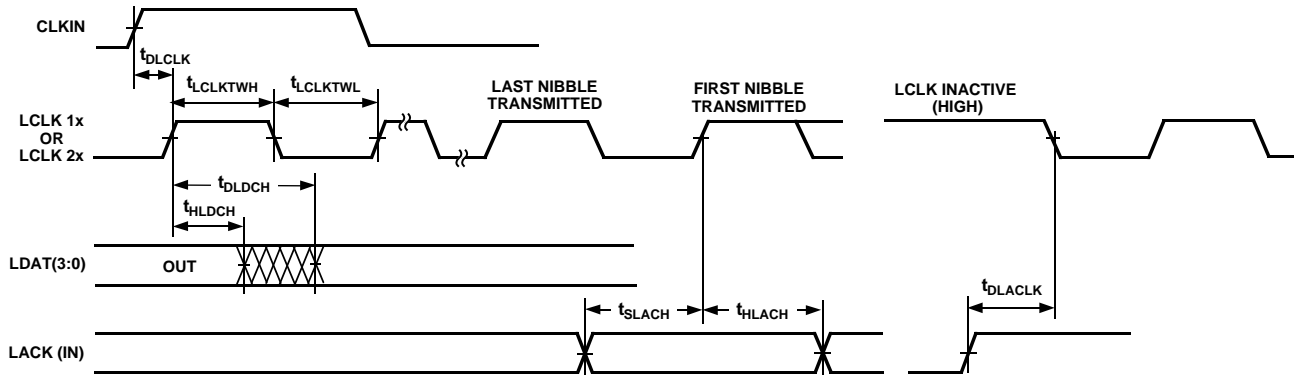 CLKIN
tDLCLK
tLCLKTWH
tLCLKTWL
LAST NIBBLE
TRANSMITTED
FIRST NIBBLE
TRANSMITTED
LCLK INACTIVE
(HIGH)
LCLK 1x
OR
LCLK 2x
tDLDCH
tHLDCH
LDAT(3:0)
OUT
tSLACH
tHLACH
tDLACLK
LACK (IN)